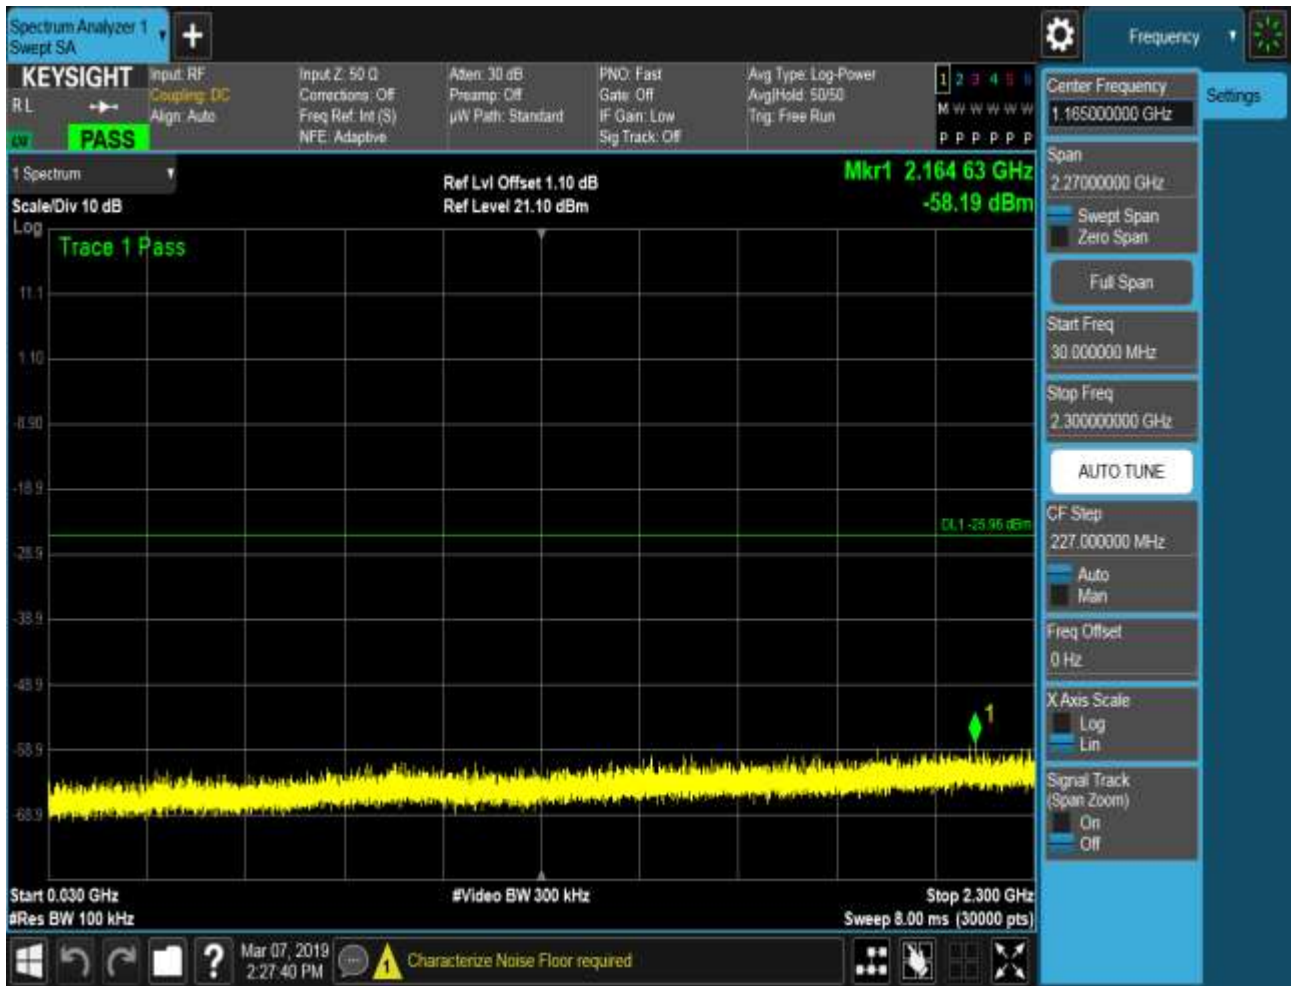 Spectrum Analyzer 1
Swept SA
+
Frequency
KEYSIGHT
R L
PASS
Input: RF
Coupling: DC
Align: Auto
Input Z: 50 Ω
Corrections: Off
Freq Ref: Int (S)
NFE: Adaptive
Atten: 30 dB
Preamp: Off
µW Path: Standard
PNO: Fast
Gate: Off
IF Gain: Low
Sig Track: Off
Avg Type: Log-Power
Avg|Hold: 50/50
Trig: Free Run
1 2 3 4 5 6
M W W W W W
P P P P P P
1 Spectrum
Scale/Div 10 dB
Log
Ref Lvl Offset 1.10 dB
Ref Level 21.10 dBm
Mkr1 2.164 63 GHz
-58.19 dBm
Trace 1 Pass
11.1
1.10
-8.90
-18.9
DL1 -25.96 dBm
-28.9
-38.9
-48.9
1
-58.9
-68.9
Start 0.030 GHz
#Video BW 300 kHz
Stop 2.300 GHz
#Res BW 100 kHz
Sweep 8.00 ms (30000 pts)
Center Frequency
1.165000000 GHz
Settings
Span
2.27000000 GHz
Swept Span
Zero Span
Full Span
Start Freq
30.000000 MHz
Stop Freq
2.300000000 GHz
AUTO TUNE
CF Step
227.000000 MHz
Auto
Man
Freq Offset
0 Hz
X Axis Scale
Log
Lin
Signal Track
(Span Zoom)
On
Off
?
Mar 07, 2019
2:27:40 PM
1
Characterize Noise Floor required